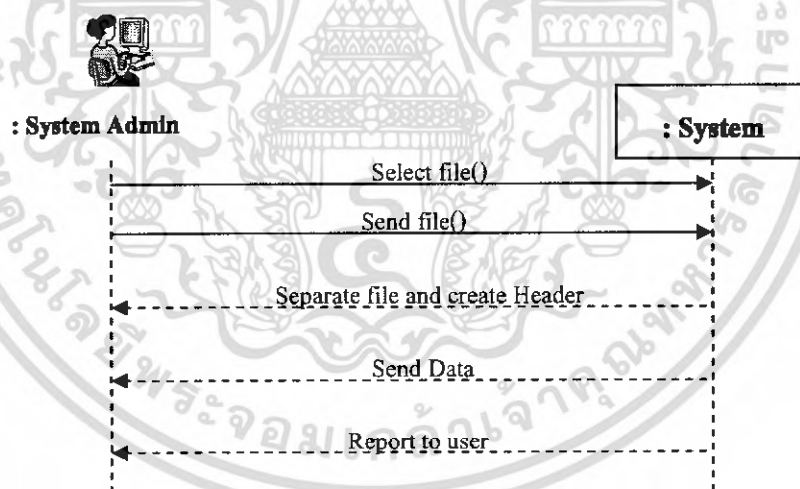 : System Admin
: System
Select file()
Send file()
Separate file and create Header
Send Data
Report to user